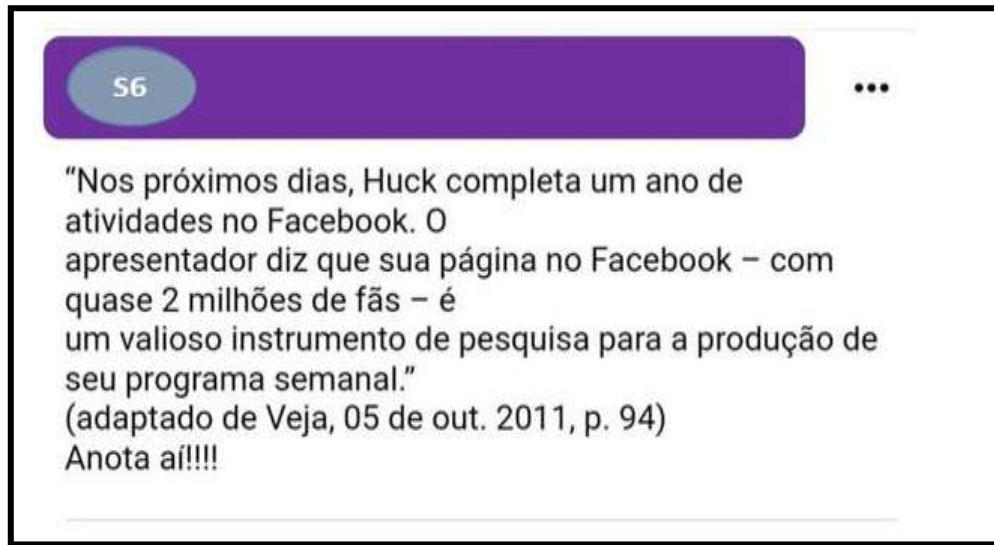 S6
“Nos próximos dias, Huck completa um ano de
atividades no Facebook. O
apresentador diz que sua página no Facebook – com
quase 2 milhões de fãs – é
um valioso instrumento de pesquisa para a produção de
seu programa semanal.”
(adaptado de Veja, 05 de out. 2011, p. 94)
Anota aí!!!!